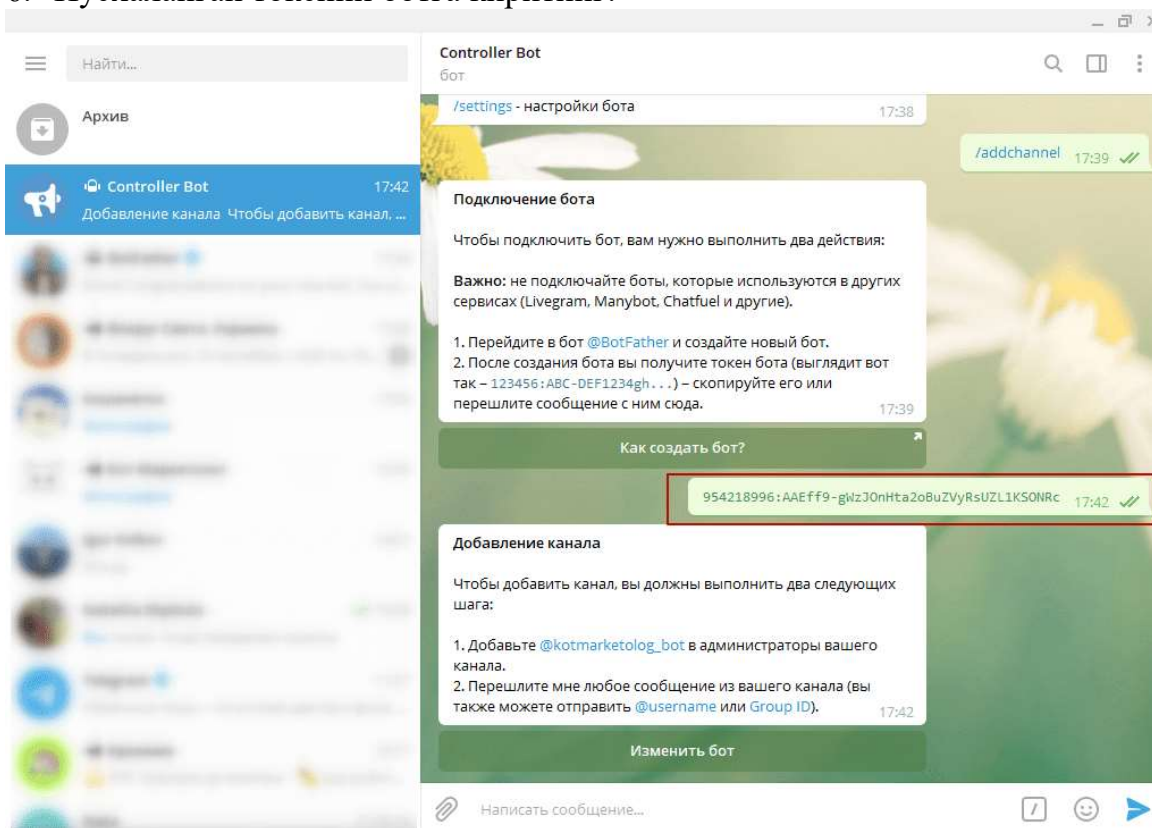 Нусхаланган токенни ботга киритинг
Найти...
Архив
Controller Bot 17:42
Добавление канала Чтобы добавить канал, ...
Controller Bot
бот
/settings - настройки бота 17:38
/addchannel 17:39
Подключение бота
Чтобы подключить бот, вам нужно выполнить два действия:
Важно: не подключайте боты, которые используются в других
сервисах (Livegram, Manybot, Chatfuel и другие).
1. Перейдите в бот @BotFather и создайте новый бот.
2. После создания бота вы получите токен бота (выглядит вот
так – 123456:ABC-DEF1234gh...) – скопируйте его или
перешлите сообщение с ним сюда. 17:39
Как создать бот?
954218996:AAEff9-gWzJOnHta2oBuZVyRsUZL1KSONRc 17:42
Добавление канала
Чтобы добавить канал, вы должны выполнить два следующих
шага:
1. Добавьте @kotmarketolog_bot в администраторы вашего
канала.
2. Перешлите мне любое сообщение из вашего канала (вы
также можете отправить @username или Group ID). 17:42
Изменить бот
Написать сообщение...